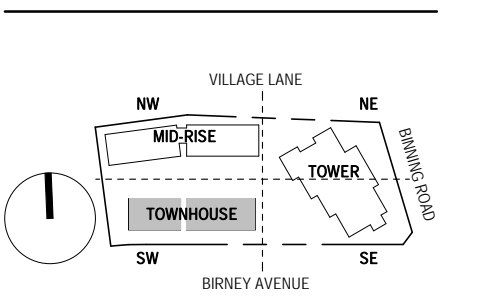 VILLAGE LANE
NW
NE
MID-RISE
BINNING ROAD
TOWER
TOWNHOUSE
SW
SE
BIRNEY AVENUE